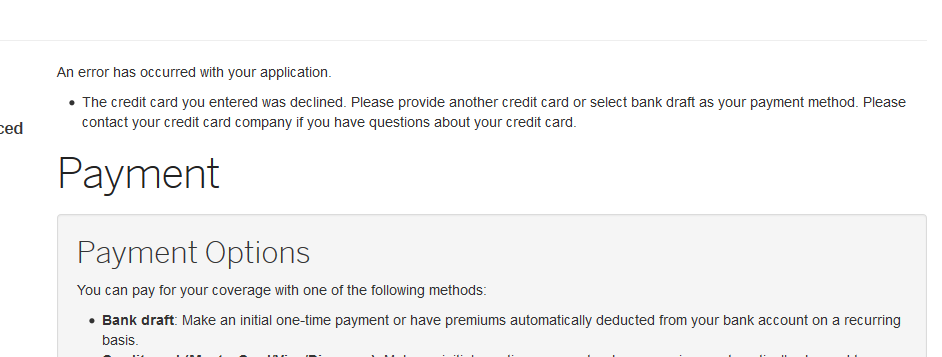 An error has occurred with your application.
• The credit card you entered was declined. Please provide another credit card or select bank draft as your payment method. Please
contact your credit card company if you have questions about your credit card.
Payment
Payment Options
You can pay for your coverage with one of the following methods:
• Bank draft: Make an initial one-time payment or have premiums automatically deducted from your bank account on a recurring
basis.